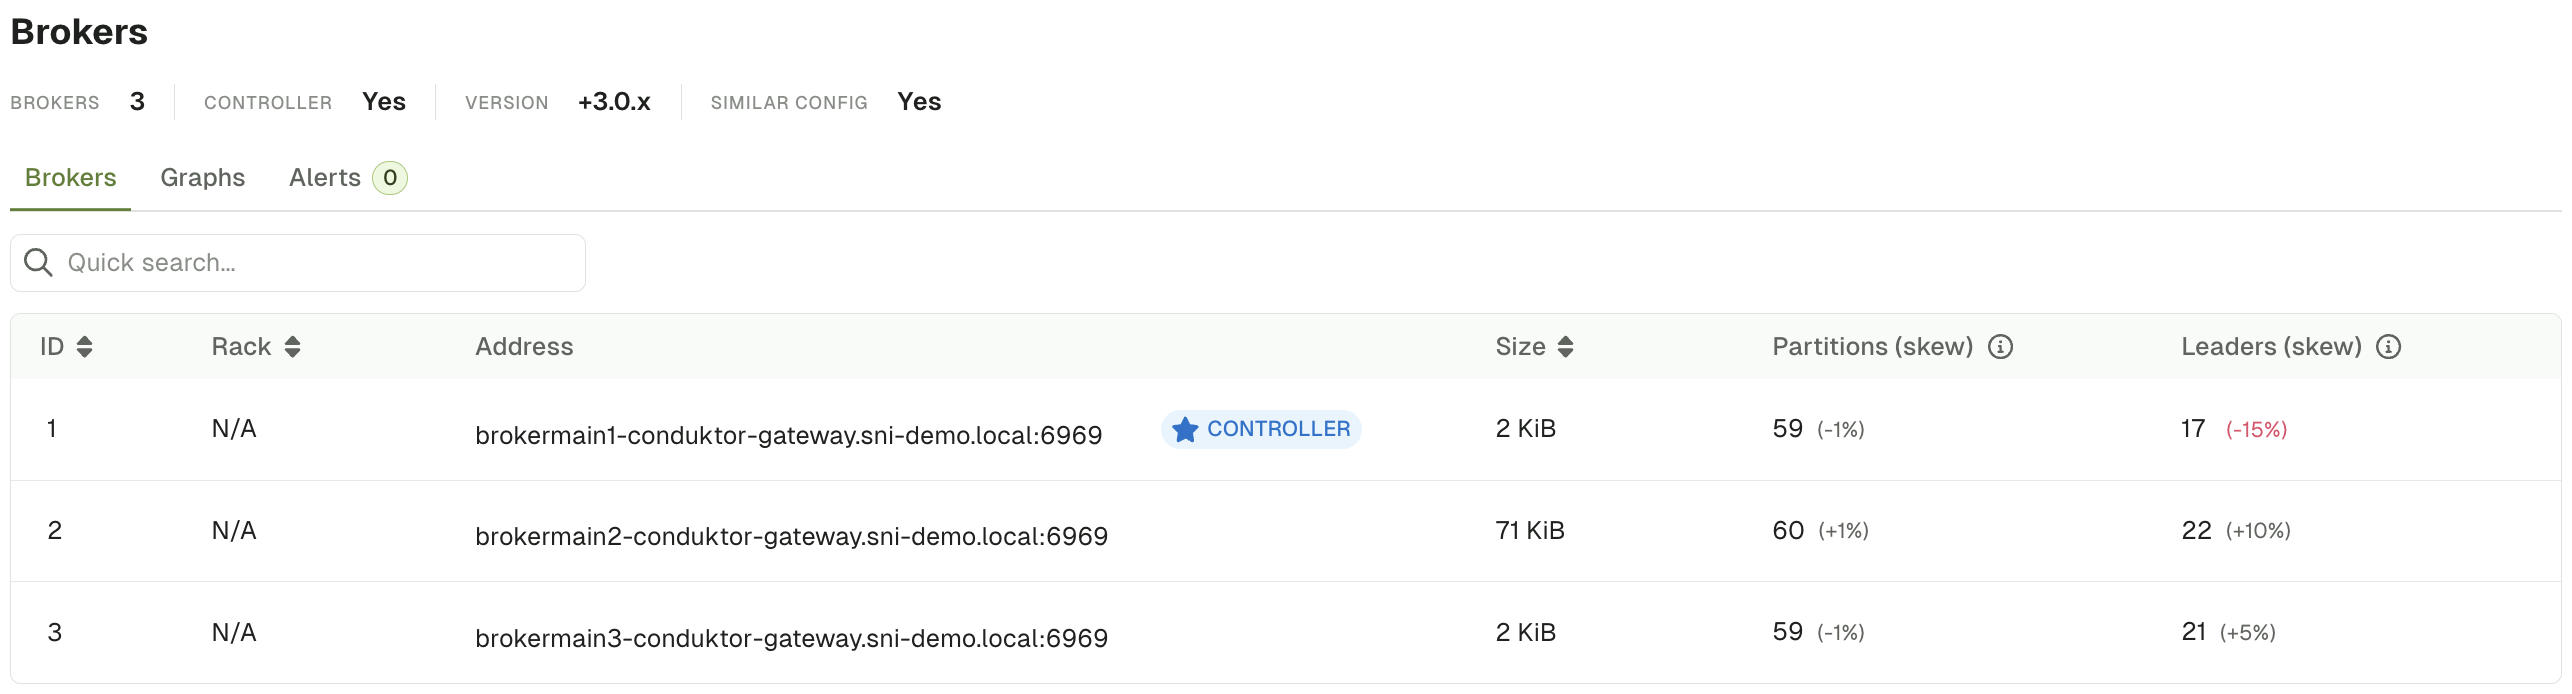 Brokers
BROKERS 3 CONTROLLER Yes VERSION +3.0.x SIMILAR CONFIG Yes
Brokers Graphs Alerts 0
Quick search...
ID Rack Address Size Partitions (skew) Leaders (skew)
1 N/A brokermain1-conduktor-gateway.sni-demo.local:6969 CONTROLLER 2 KiB 59 (-1%) 17 (-15%)
2 N/A brokermain2-conduktor-gateway.sni-demo.local:6969 71 KiB 60 (+1%) 22 (+10%)
3 N/A brokermain3-conduktor-gateway.sni-demo.local:6969 2 KiB 59 (-1%) 21 (+5%)